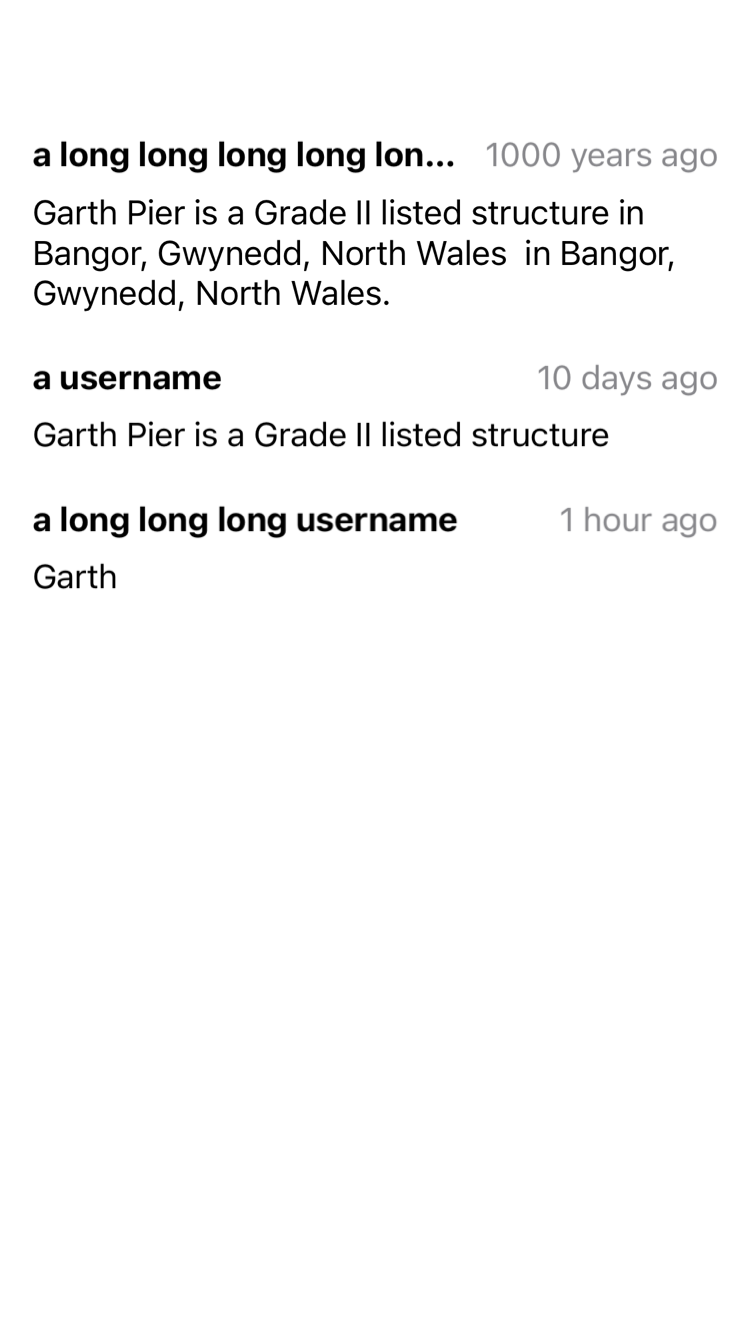 a long long long long lon... 1000 years ago
Garth Pier is a Grade II listed structure in
Bangor, Gwynedd, North Wales  in Bangor,
Gwynedd, North Wales.
a username 10 days ago
Garth Pier is a Grade II listed structure
a long long long username 1 hour ago
Garth